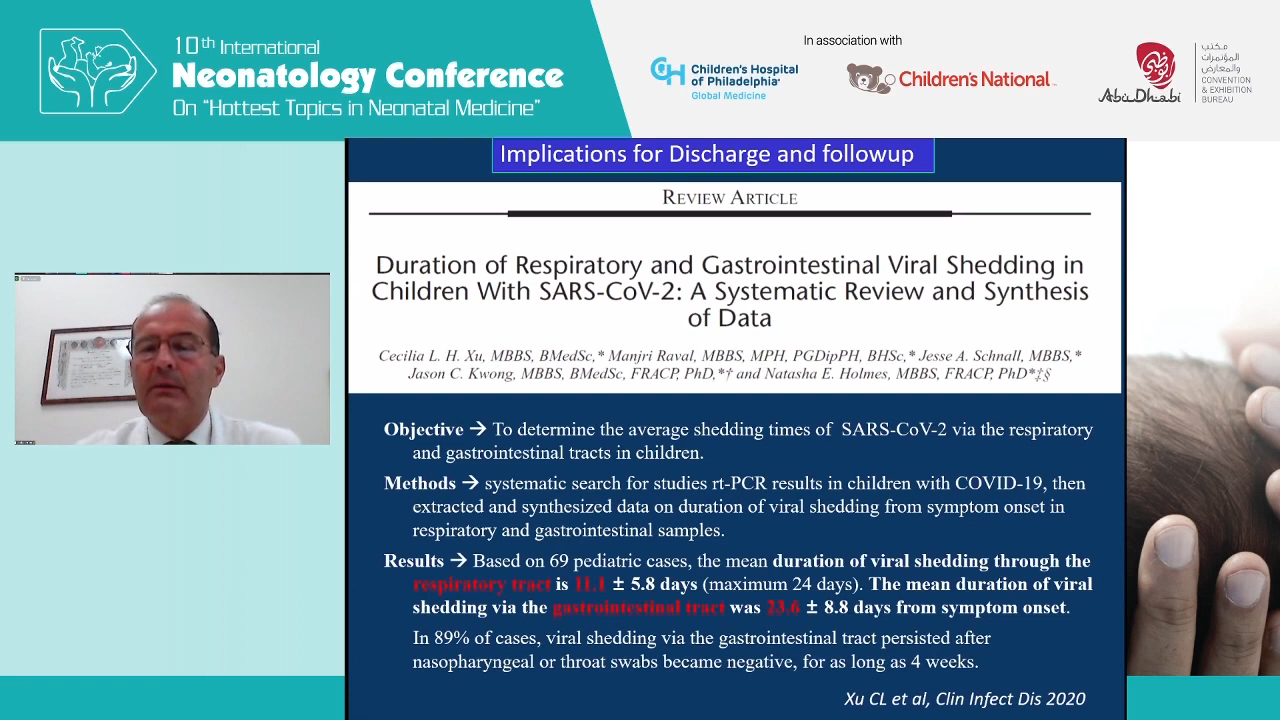 10th International
Neonatology Conference
On "Hottest Topics in Neonatal Medicine"
In association with
Children's Hospital
of Philadelphia
Global Medicine
Children's National
Abu Dhabi
مكتب
المؤتمرات
والمعارض
CONVENTION
& EXHIBITION
BUREAU
Implications for Discharge and followup
REVIEW ARTICLE
Duration of Respiratory and Gastrointestinal Viral Shedding in
Children With SARS-CoV-2: A Systematic Review and Synthesis
of Data
Cecilia L. H. Xu, MBBS, BMedSc,* Manjri Raval, MBBS, MPH, PGDipPH, BHSc,* Jesse A. Schnall, MBBS,*
Jason C. Kwong, MBBS, BMedSc, FRACP, PhD,*† and Natasha E. Holmes, MBBS, FRACP, PhD*‡§
Objective → To determine the average shedding times of SARS-CoV-2 via the respiratory
and gastrointestinal tracts in children.
Methods → systematic search for studies rt-PCR results in children with COVID-19, then
extracted and synthesized data on duration of viral shedding from symptom onset in
respiratory and gastrointestinal samples.
Results → Based on 69 pediatric cases, the mean duration of viral shedding through the
respiratory tract is 11.1 ± 5.8 days (maximum 24 days). The mean duration of viral
shedding via the gastrointestinal tract was 23.6 ± 8.8 days from symptom onset.
In 89% of cases, viral shedding via the gastrointestinal tract persisted after
nasopharyngeal or throat swabs became negative, for as long as 4 weeks.
Xu CL et al, Clin Infect Dis 2020